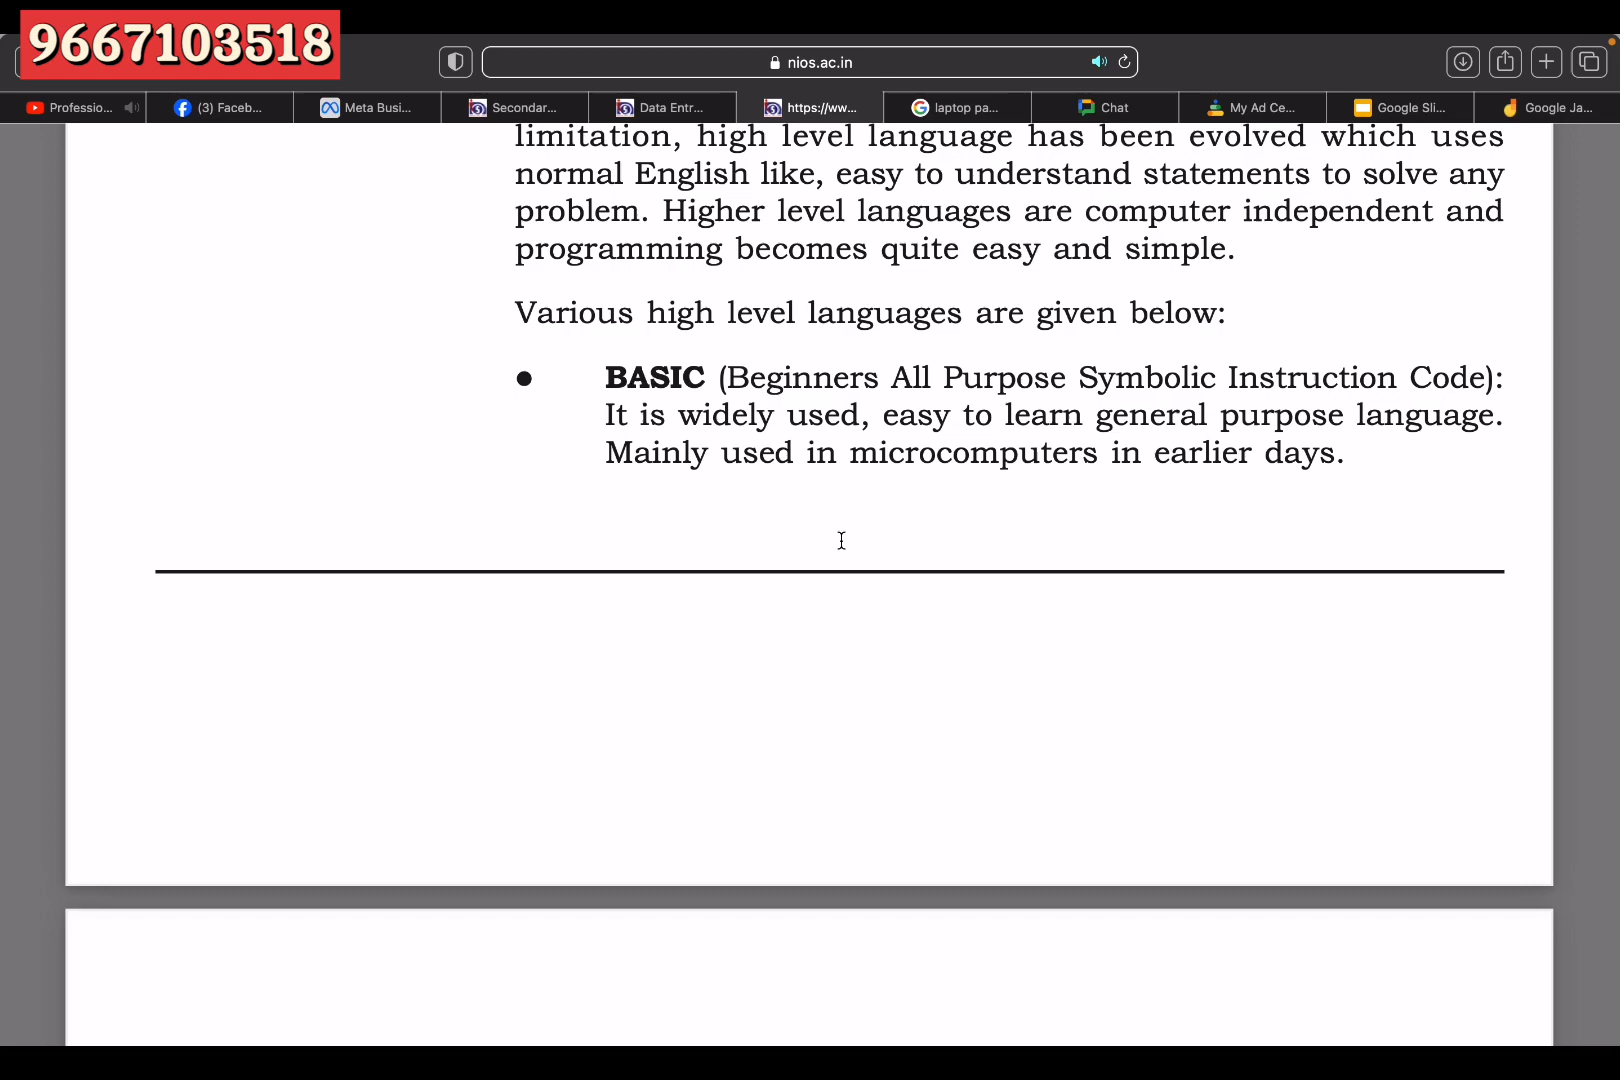 9667103518
nios.ac.in
Professio...
(3) Faceb...
Meta Busi...
Secondar...
Data Entr...
https://ww...
laptop pa...
Chat
My Ad Ce...
Google Sli...
Google Ja...
limitation, high level language has been evolved which uses
normal English like, easy to understand statements to solve any
problem. Higher level languages are computer independent and
programming becomes quite easy and simple.
Various high level languages are given below:
● BASIC (Beginners All Purpose Symbolic Instruction Code):
It is widely used, easy to learn general purpose language.
Mainly used in microcomputers in earlier days.